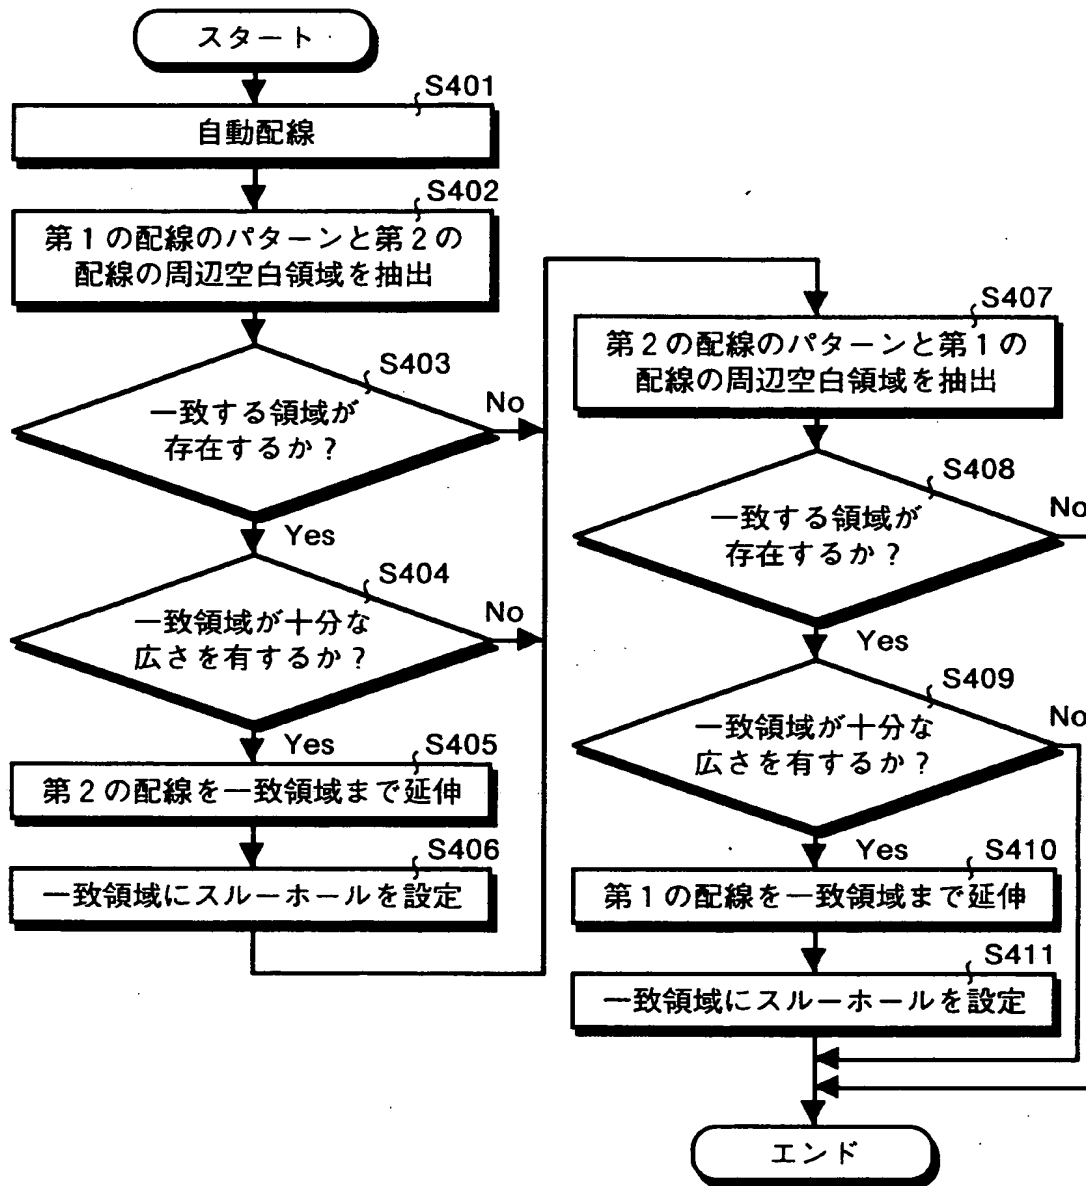 スタート
S401
自動配線
S402
第1の配線のパターンと第2の
配線の周辺空白領域を抽出
S403
一致する領域が
存在するか?
No
Yes
S404
一致領域が十分な
広さを有するか?
No
Yes
S405
第2の配線を一致領域まで延伸
S406
一致領域にスルーホールを設定
S407
第2の配線のパターンと第1の
配線の周辺空白領域を抽出
S408
一致する領域が
存在するか?
No
Yes
S409
一致領域が十分な
広さを有するか?
No
Yes
S410
第1の配線を一致領域まで延伸
S411
一致領域にスルーホールを設定
エンド